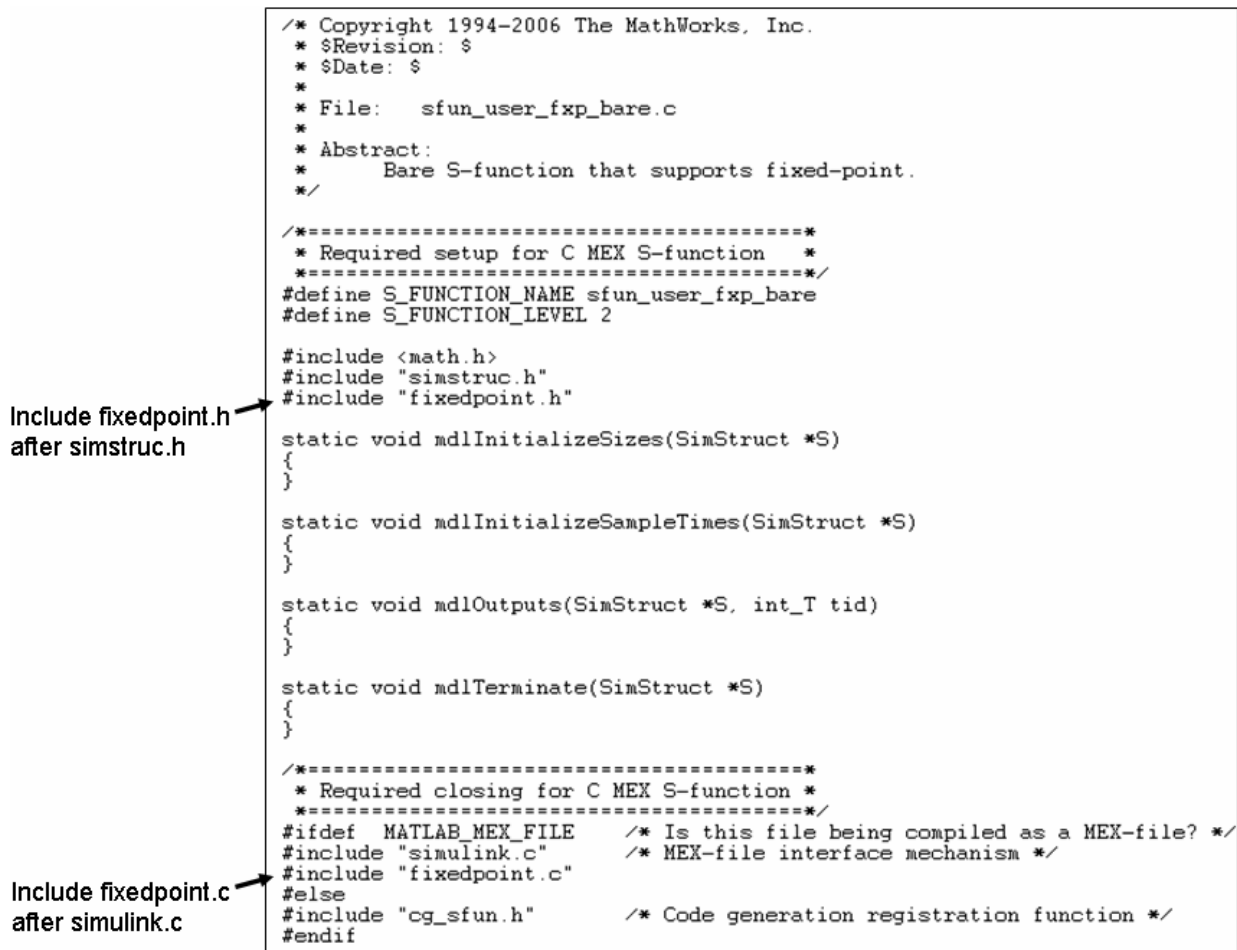 /* Copyright 1994-2006 The MathWorks, Inc.
 * $Revision: $
 * $Date: $
 *
 * File:   sfun_user_fxp_bare.c
 *
 * Abstract:
 *      Bare S-function that supports fixed-point.
 */

/*=======================================*
 * Required setup for C MEX S-function   *
 *=======================================*/
#define S_FUNCTION_NAME sfun_user_fxp_bare
#define S_FUNCTION_LEVEL 2

#include <math.h>
#include "simstruc.h"
#include "fixedpoint.h"
Include fixedpoint.h
after simstruc.h

static void mdlInitializeSizes(SimStruct *S)
{
}

static void mdlInitializeSampleTimes(SimStruct *S)
{
}

static void mdlOutputs(SimStruct *S, int_T tid)
{
}

static void mdlTerminate(SimStruct *S)
{
}

/*=======================================*
 * Required closing for C MEX S-function *
 *=======================================*/
#ifdef  MATLAB_MEX_FILE    /* Is this file being compiled as a MEX-file? */
#include "simulink.c"      /* MEX-file interface mechanism */
#include "fixedpoint.c"
Include fixedpoint.c
after simulink.c
#else
#include "cg_sfun.h"       /* Code generation registration function */
#endif